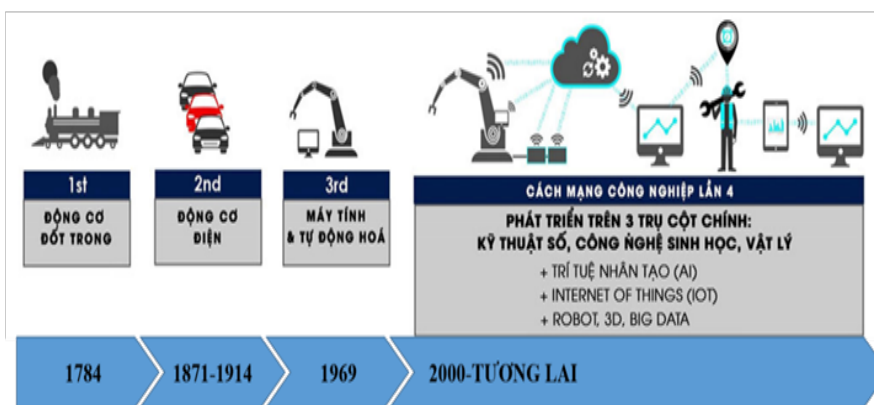 1st
ĐỘNG CƠ
ĐỐT TRONG
2nd
ĐỘNG CƠ
ĐIỆN
3rd
MÁY TÍNH
& TỰ ĐỘNG HOÁ
CÁCH MẠNG CÔNG NGHIỆP LẦN 4
PHÁT TRIỂN TRÊN 3 TRỤ CỘT CHÍNH:
KỸ THUẬT SỐ, CÔNG NGHỆ SINH HỌC, VẬT LÝ
+ TRÍ TUỆ NHÂN TẠO (AI)
+ INTERNET OF THINGS (IOT)
+ ROBOT, 3D, BIG DATA
1784
1871-1914
1969
2000-TƯƠNG LAI